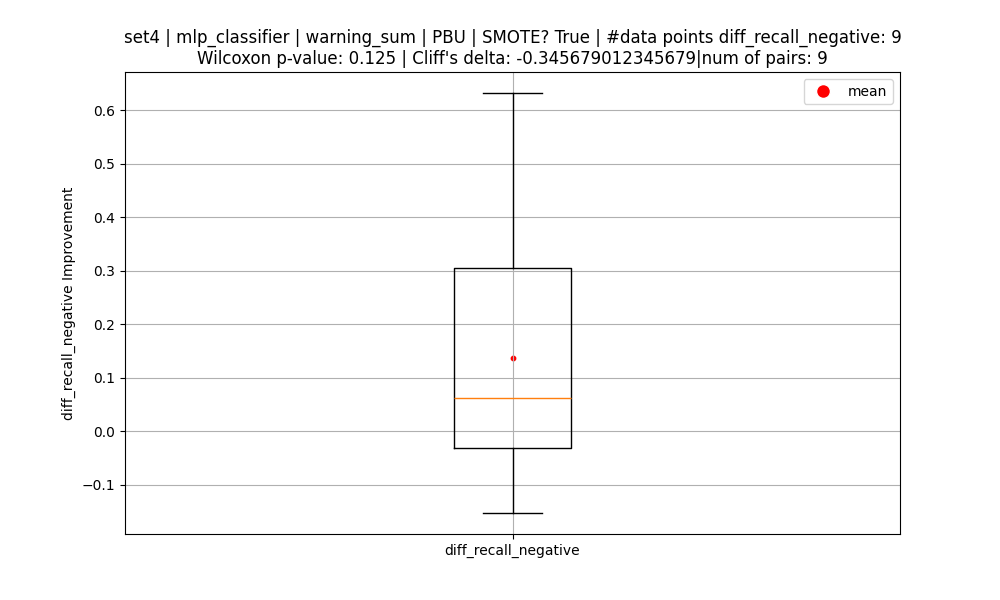 set4 | mlp_classifier | warning_sum | PBU | SMOTE? True | #data points diff_recall_negative: 9
Wilcoxon p-value: 0.125 | Cliff's delta: -0.345679012345679|num of pairs: 9
mean
0.6
0.5
0.4
0.3
0.2
0.1
0.0
−0.1
diff_recall_negative Improvement
diff_recall_negative